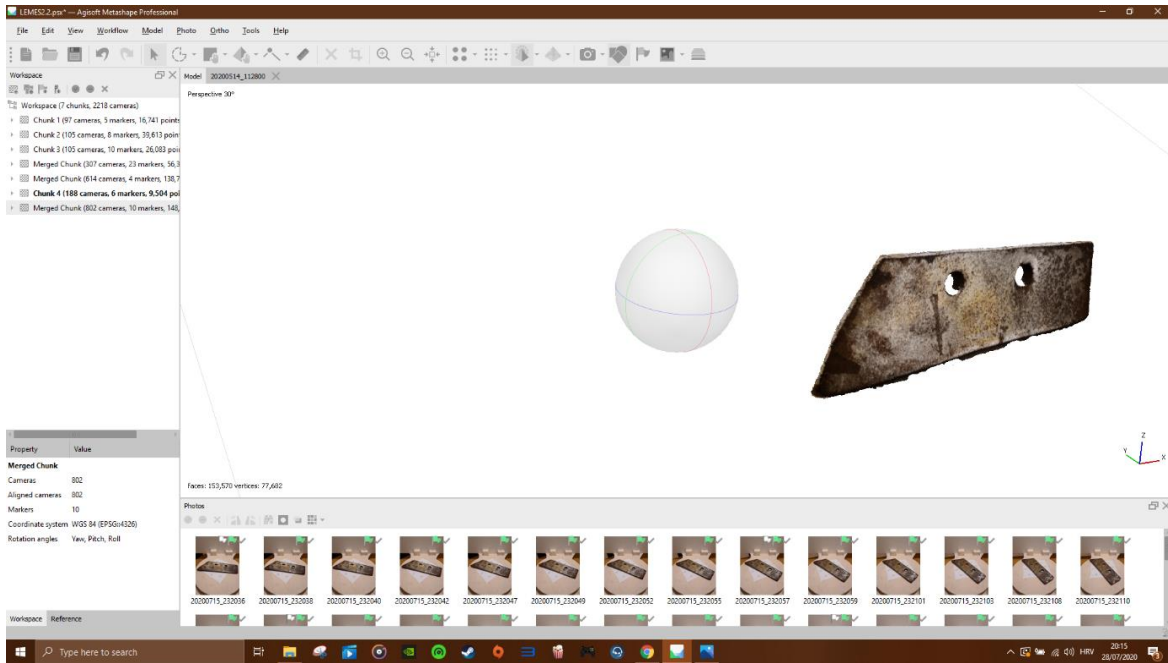 LEMES2.2.psx* — Agisoft Metashape Professional
File Edit View Workflow Model Photo Ortho Tools Help
Workspace
Model 20200514_112800
Perspective 30°
Workspace (7 chunks, 2218 cameras)
Chunk 1 (97 cameras, 5 markers, 16,741 points
Chunk 2 (105 cameras, 8 markers, 39,613 poin
Chunk 3 (105 cameras, 10 markers, 26,083 poi
Merged Chunk (307 cameras, 23 markers, 56,3
Merged Chunk (614 cameras, 4 markers, 138,7
Chunk 4 (188 cameras, 6 markers, 9,504 poi
Merged Chunk (802 cameras, 10 markers, 148,
Property Value
Merged Chunk
Cameras 802
Aligned cameras 802
Markers 10
Coordinate system WGS 84 (EPSG::4326)
Rotation angles Yaw, Pitch, Roll
Z
Y
X
Faces: 153,570 vertices: 77,682
Photos
20200715_232036 20200715_232038 20200715_232040 20200715_232042 20200715_232047 20200715_232049 20200715_232052 20200715_232055 20200715_232057 20200715_232059 20200715_232101 20200715_232103 20200715_232108 20200715_232110
Workspace Reference
Type here to search
HRV
20:15
28/07/2020